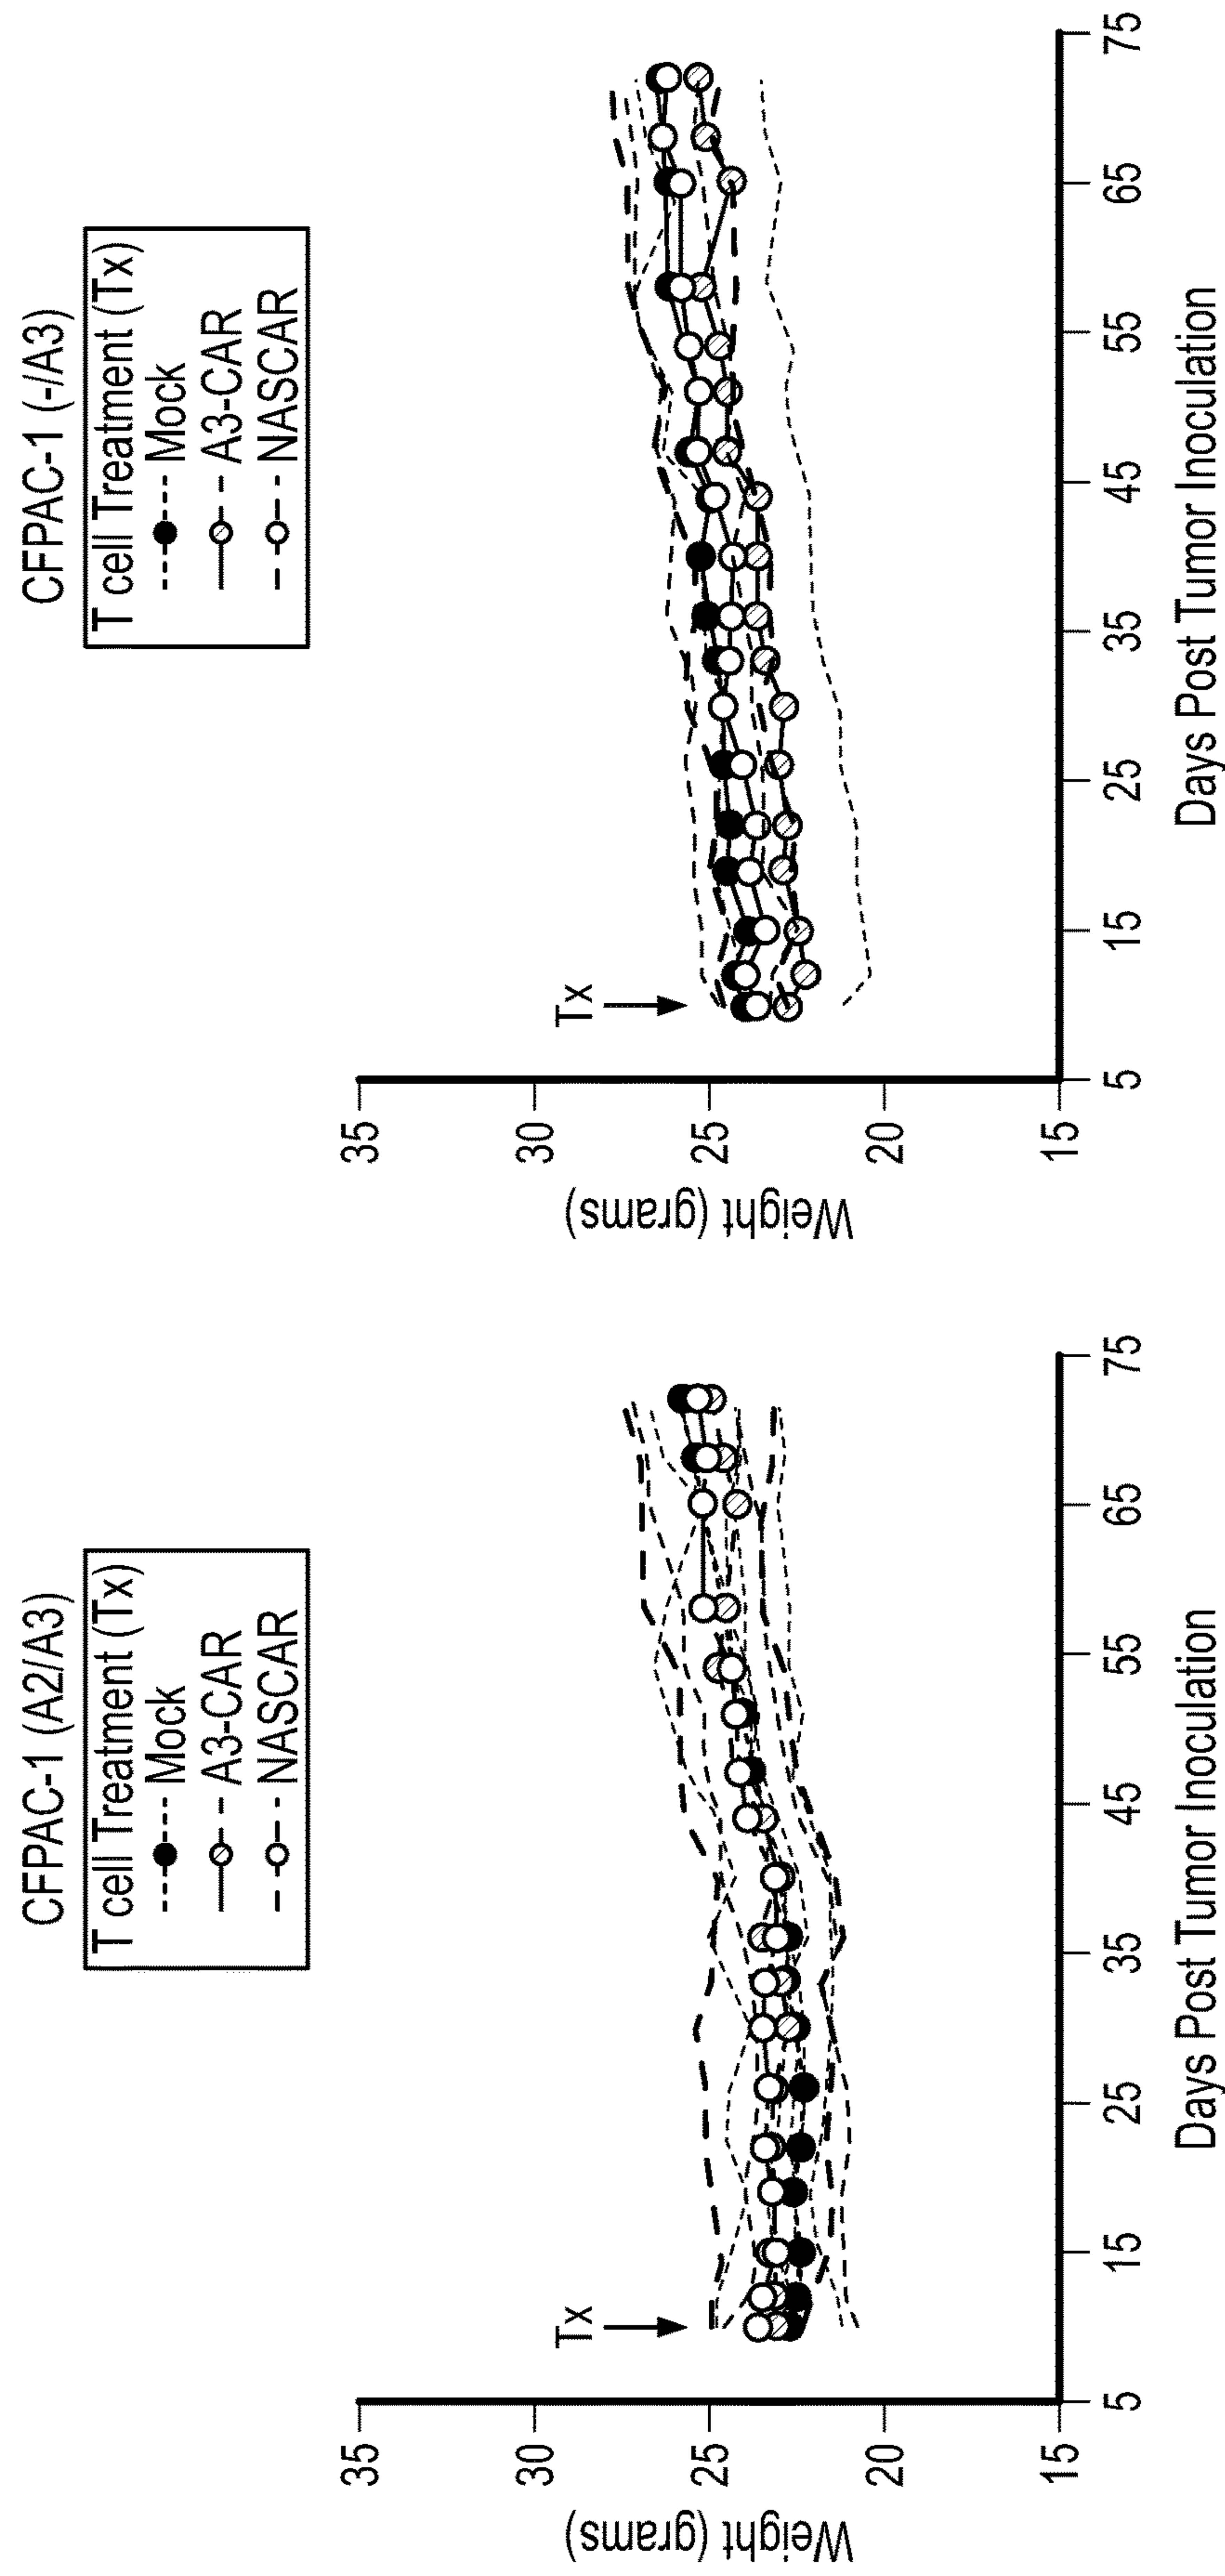 CFPAC-1 (A2/A3)
T cell Treatment (Tx)
Mock
A3-CAR
NASCAR
Tx
Weight (grams)
35
30
25
20
15
5
15
25
35
45
55
65
75
Days Post Tumor Inoculation
CFPAC-1 (-/A3)
T cell Treatment (Tx)
Mock
A3-CAR
NASCAR
Tx
Weight (grams)
35
30
25
20
15
5
15
25
35
45
55
65
75
Days Post Tumor Inoculation